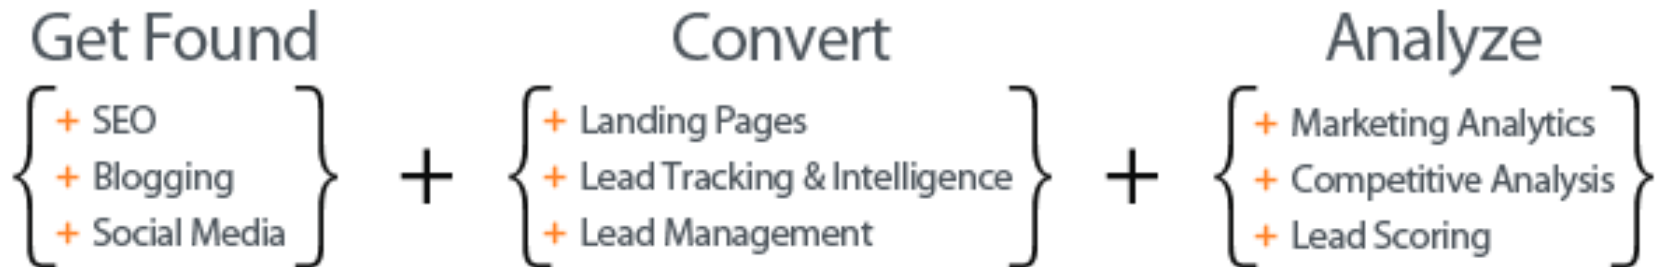 Get Found
+ SEO
+ Blogging
+ Social Media
+
Convert
+ Landing Pages
+ Lead Tracking & Intelligence
+ Lead Management
+
Analyze
+ Marketing Analytics
+ Competitive Analysis
+ Lead Scoring